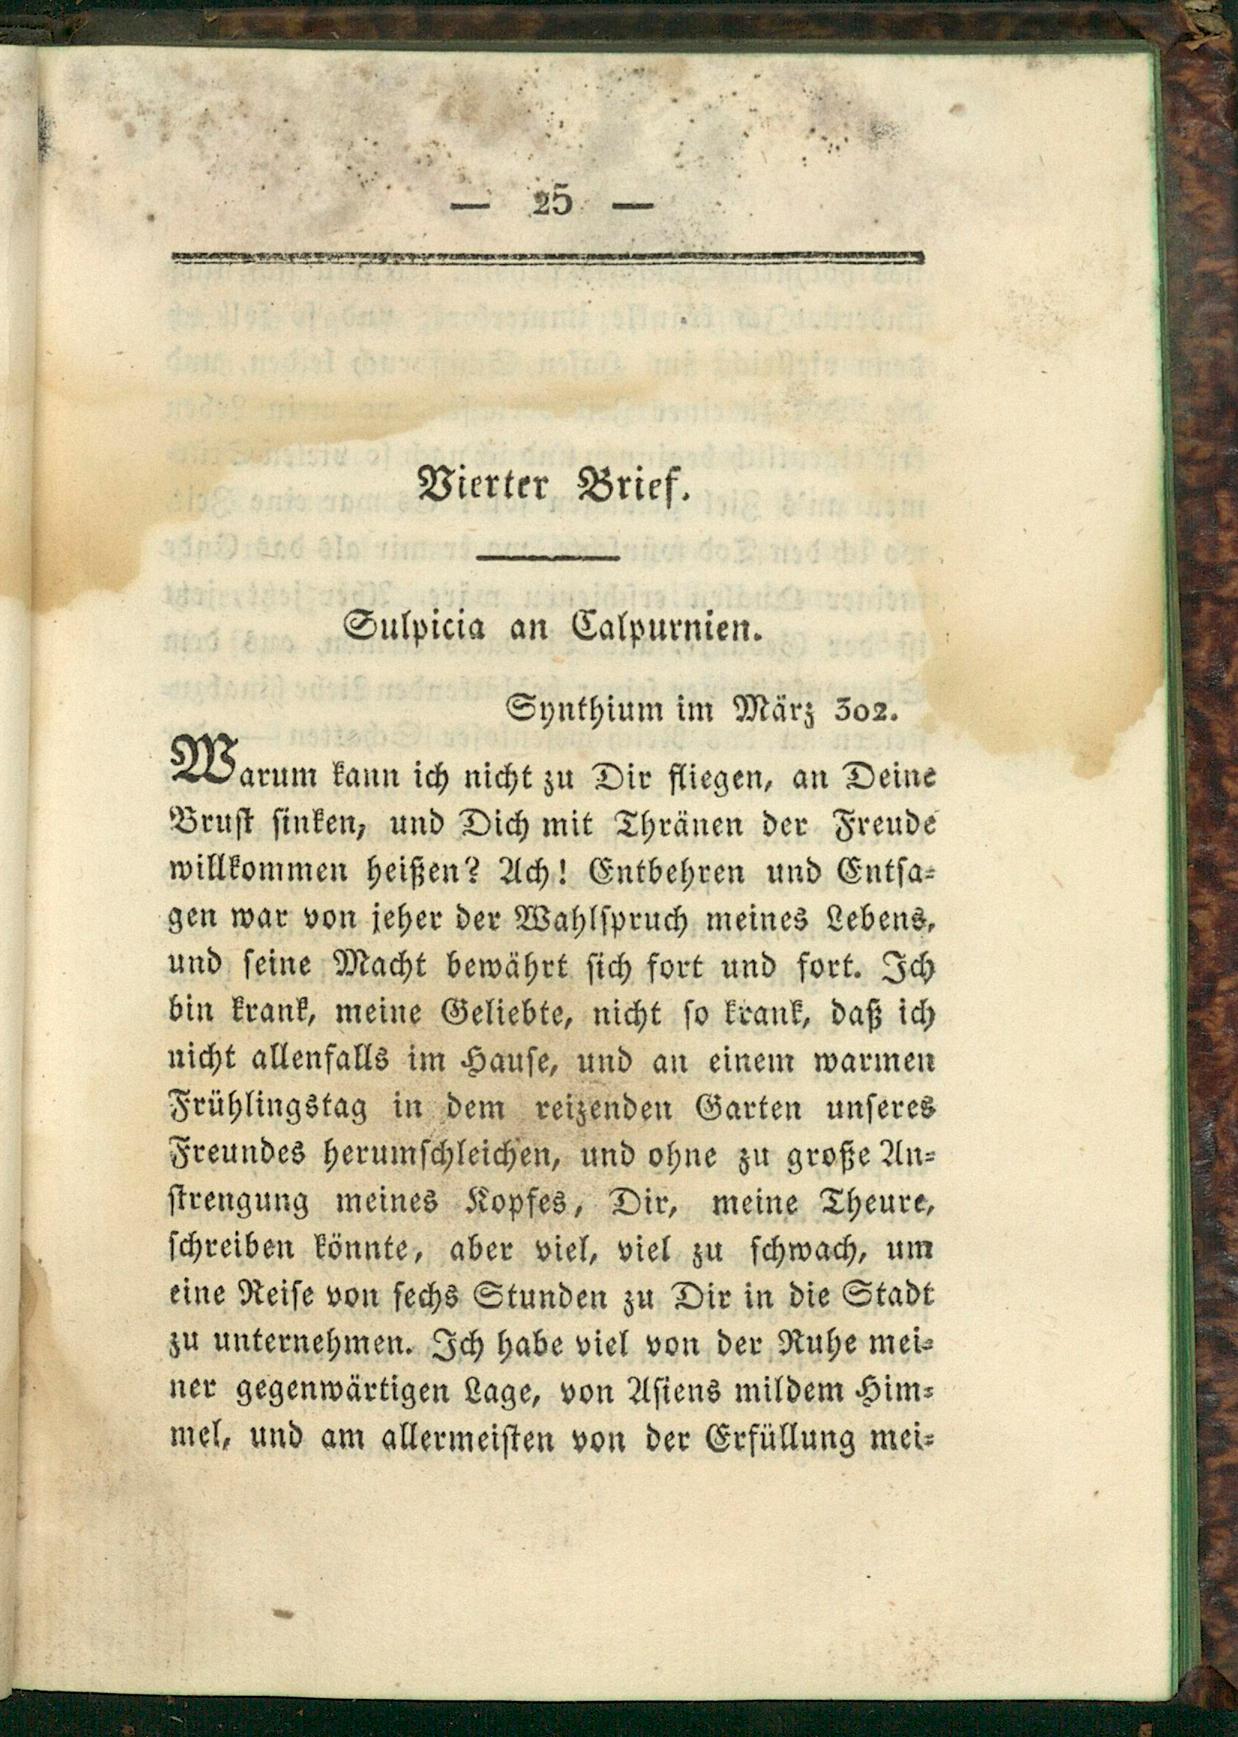 — 25 —
Vierter Brief.
Sulpicia an Calpurnien.
Synthium im März 302.
Warum kann ich nicht zu Dir fliegen, an Deine
Brust sinken, und Dich mit Thränen der Freude
willkommen heißen? Ach! Entbehren und Entsa-
gen war von jeher der Wahlspruch meines Lebens,
und seine Macht bewährt sich fort und fort. Ich
bin krank, meine Geliebte, nicht so krank, daß ich
nicht allenfalls im Hause, und an einem warmen
Frühlingstag in dem reizenden Garten unseres
Freundes herumschleichen, und ohne zu große An-
strengung meines Kopfes, Dir, meine Theure,
schreiben könnte, aber viel, viel zu schwach, um
eine Reise von sechs Stunden zu Dir in die Stadt
zu unternehmen. Ich habe viel von der Ruhe mei-
ner gegenwärtigen Lage, von Asiens mildem Him-
mel, und am allermeisten von der Erfüllung mei-